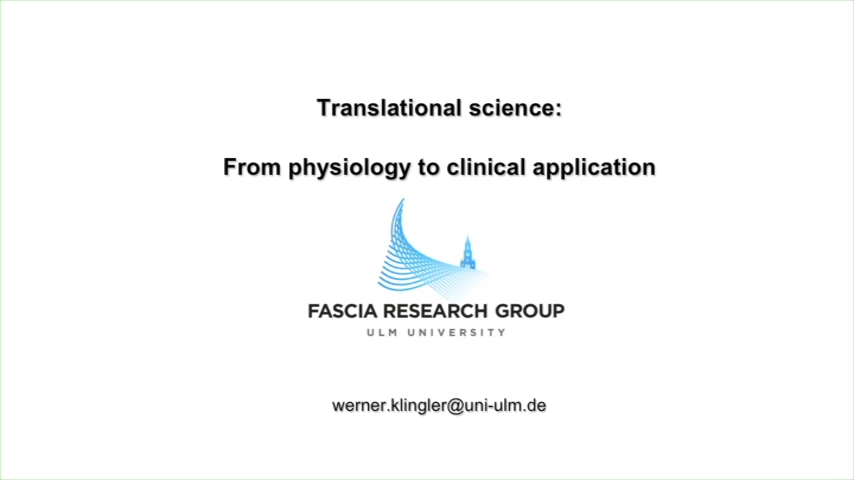 Translational science:
From physiology to clinical application
FASCIA RESEARCH GROUP
ULM UNIVERSITY
werner.klingler@uni-ulm.de